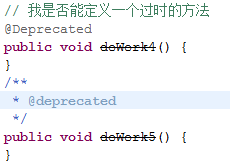 // 我是否能定义一个过时的方法
@Deprecated
public void doWork4() {
}
/**
 * @deprecated
 */
public void doWork5() {
}